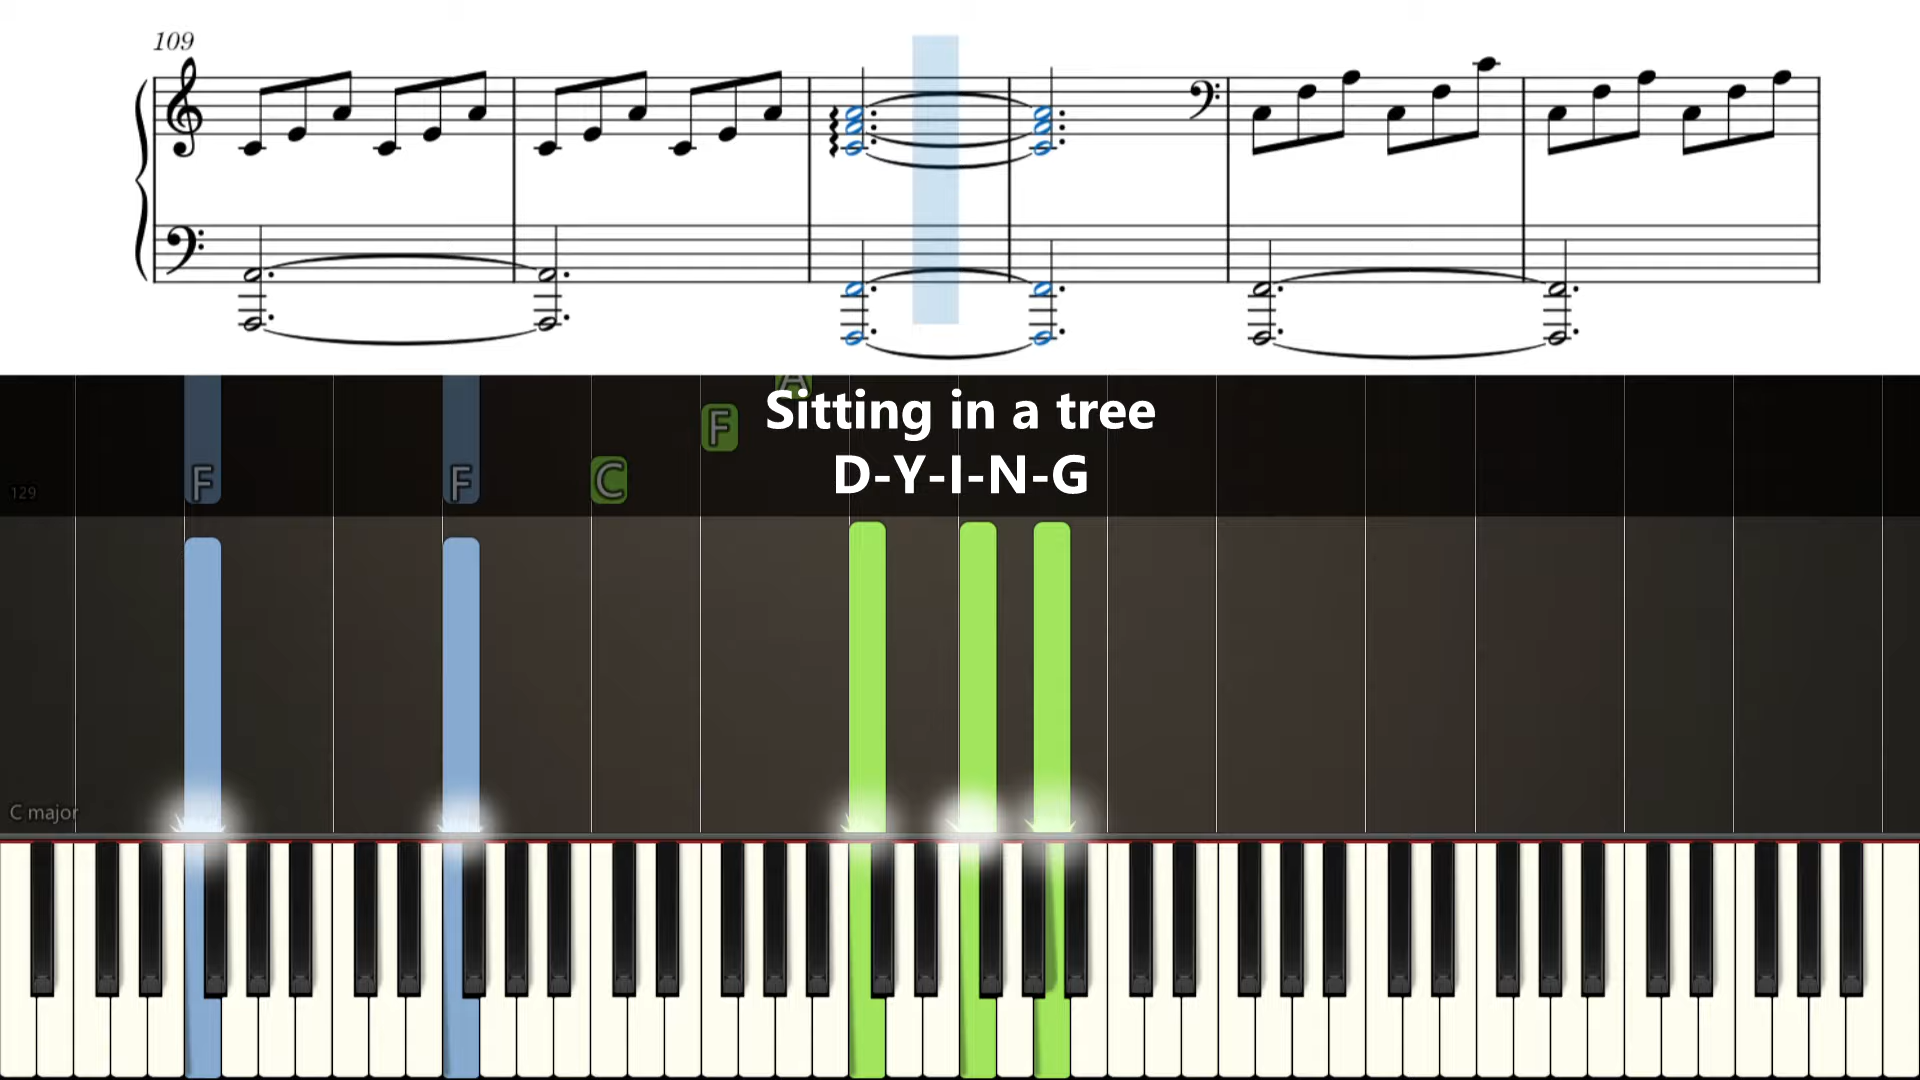 109
A
Sitting in a tree
F
D-Y-I-N-G
F
F
C
129
C major